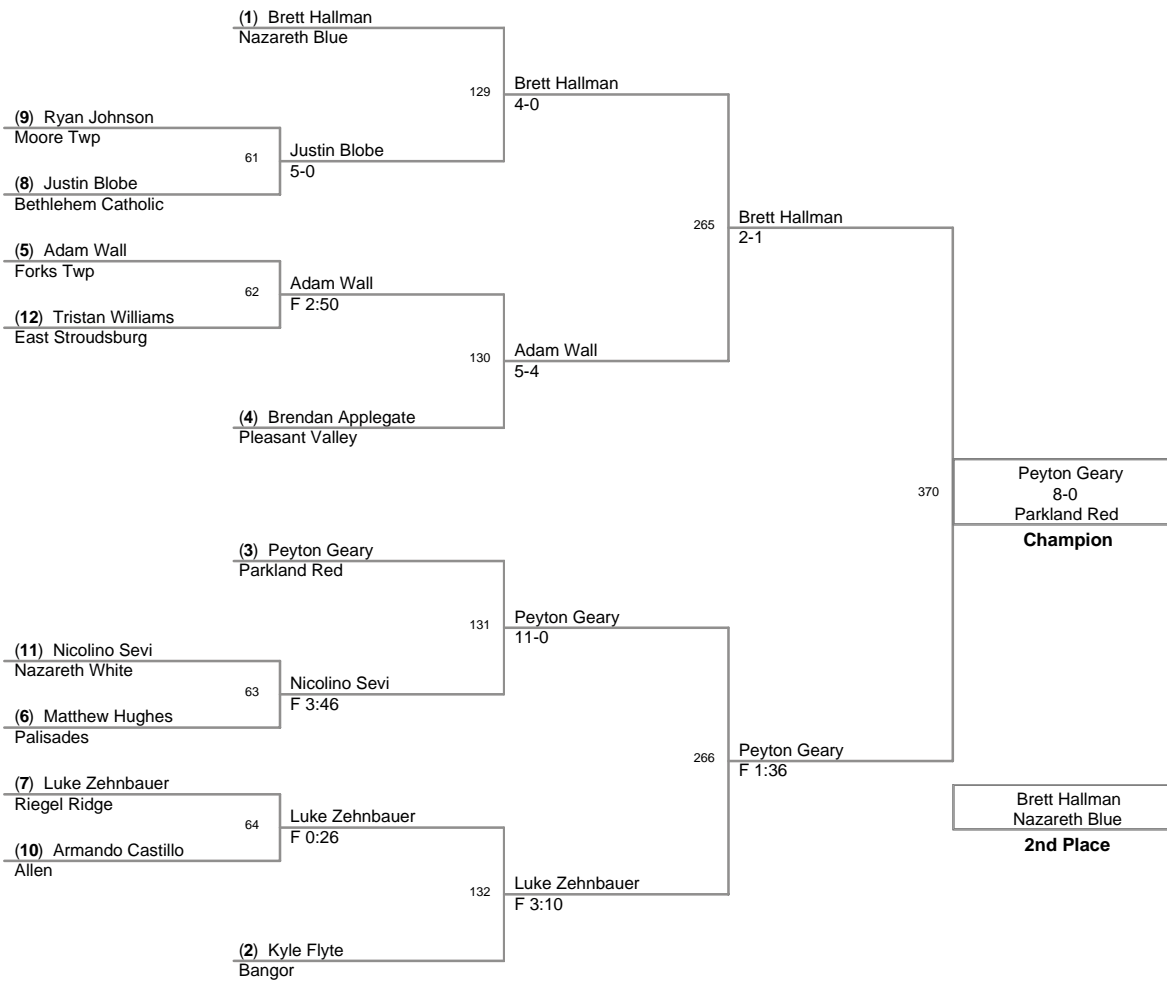 (1) Brett Hallman
Nazareth Blue
129
Brett Hallman
4-0
(9) Ryan Johnson
Moore Twp
61
Justin Blobe
5-0
(8) Justin Blobe
Bethlehem Catholic
265
Brett Hallman
2-1
(5) Adam Wall
Forks Twp
62
Adam Wall
F 2:50
(12) Tristan Williams
East Stroudsburg
130
Adam Wall
5-4
(4) Brendan Applegate
Pleasant Valley
370
Peyton Geary
8-0
Parkland Red
Champion
(3) Peyton Geary
Parkland Red
131
Peyton Geary
11-0
(11) Nicolino Sevi
Nazareth White
63
Nicolino Sevi
F 3:46
(6) Matthew Hughes
Palisades
266
Peyton Geary
F 1:36
(7) Luke Zehnbauer
Riegel Ridge
64
Luke Zehnbauer
F 0:26
(10) Armando Castillo
Allen
Brett Hallman
Nazareth Blue
2nd Place
132
Luke Zehnbauer
F 3:10
(2) Kyle Flyte
Bangor